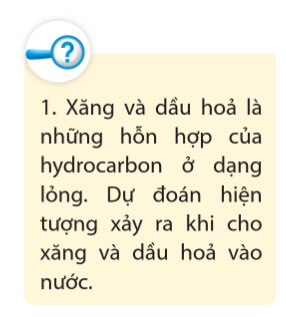 ?
1. Xăng và dầu hoả là
những hỗn hợp của
hydrocarbon ở dạng
lỏng. Dự đoán hiện
tượng xảy ra khi cho
xăng và dầu hoả vào
nước.